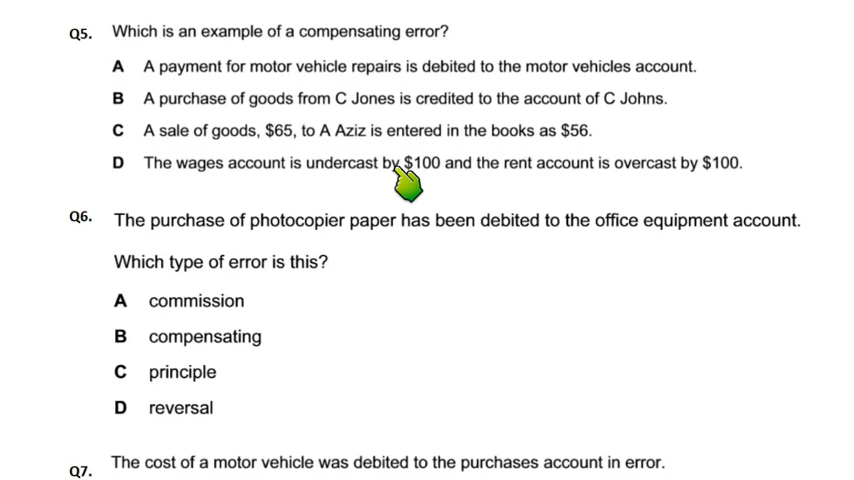 Q5. Which is an example of a compensating error?
A A payment for motor vehicle repairs is debited to the motor vehicles account.
B A purchase of goods from C Jones is credited to the account of C Johns.
C A sale of goods, $65, to A Aziz is entered in the books as $56.
D The wages account is undercast by $100 and the rent account is overcast by $100.
Q6. The purchase of photocopier paper has been debited to the office equipment account.
Which type of error is this?
A commission
B compensating
C principle
D reversal
Q7. The cost of a motor vehicle was debited to the purchases account in error.